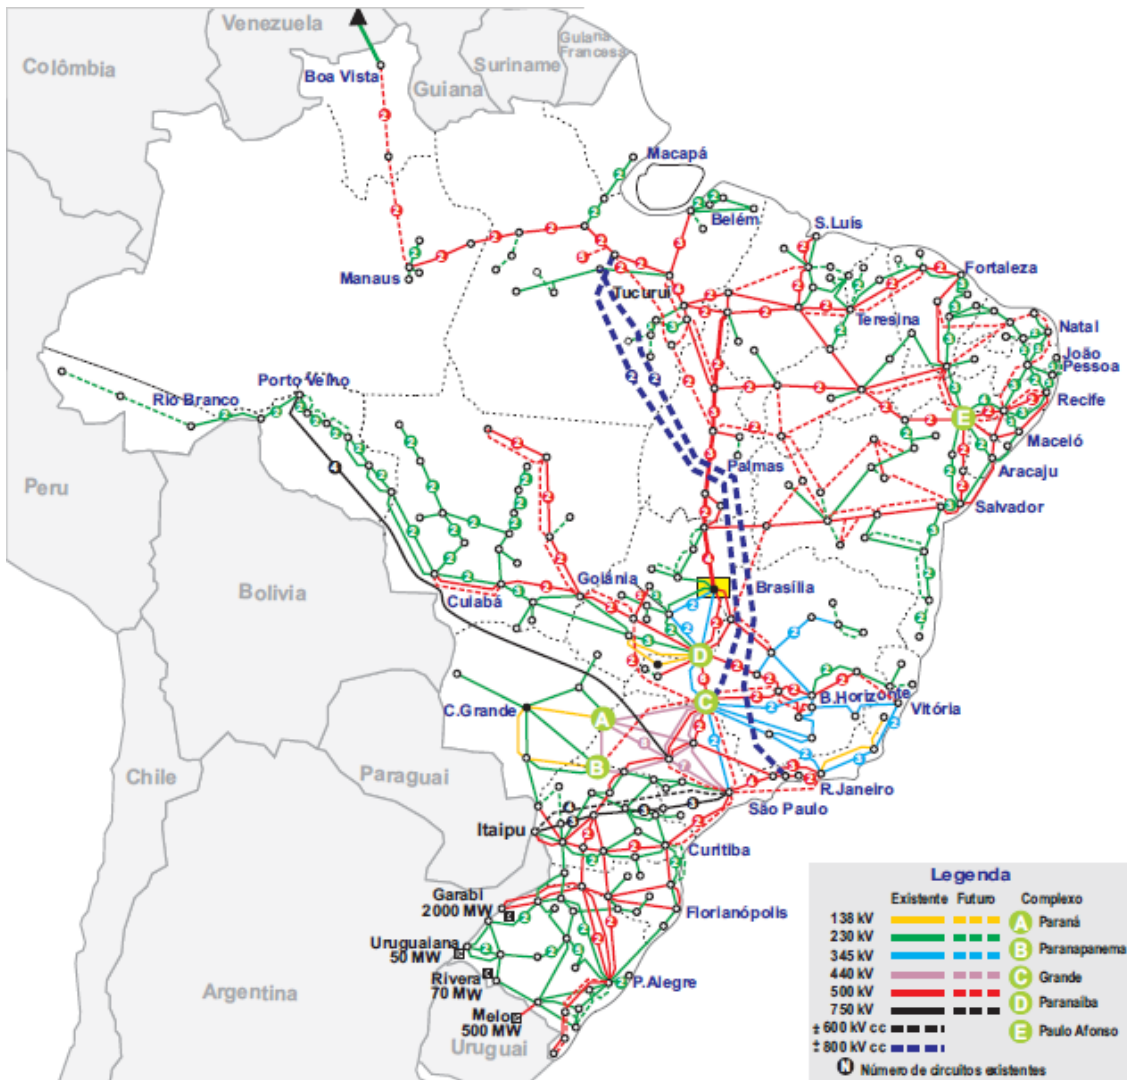 Venezuela
Guiana
Francesa
Colômbia
Suriname
Boa Vista
Guiana
Macapá
Belém
S.Luís
Manaus
Fortaleza
Tucuruí
Teresina
Natal
João
Pessoa
Porto Velho
Rio Branco
Recife
E
Maceló
Palmas
Aracaju
Peru
Salvador
Goiânia
Brasília
Bolivia
Cuiabá
D
B.Horizonte
C
Vitória
C.Grande
A
Chile
Paraguai
B
R.Janeiro
São Paulo
Itaipu
Curitiba
Garabi
2000 MW
Florianópolis
Uruguaiana
50 MW
Rivera
70 MW
P.Alegre
Argentina
Melo
500 MW
Uruguai
Legenda
Existente Futuro Complexo
138 kV A Paraná
230 kV
345 kV B Paranapanema
440 kV C Grande
500 kV
750 kV D Paranaíba
± 600 kV cc
± 800 kV cc E Paulo Afonso
N Número de circuitos existentes